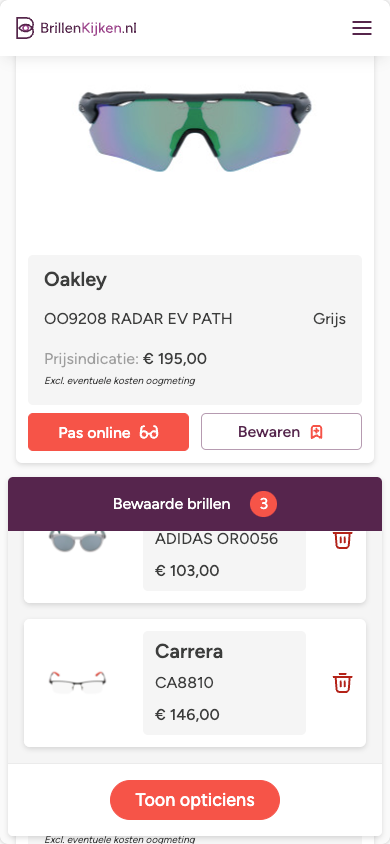 BrillenKijken.nl
Oakley
OO9208 RADAR EV PATH Grijs
Prijsindicatie: € 195,00
Excl. eventuele kosten oogmeting
Pas online Bewaren
Bewaarde brillen 3
ADIDAS OR0056
€ 103,00
Carrera
CA8810
€ 146,00
Toon opticiens
Excl. eventuele kosten oogmeting